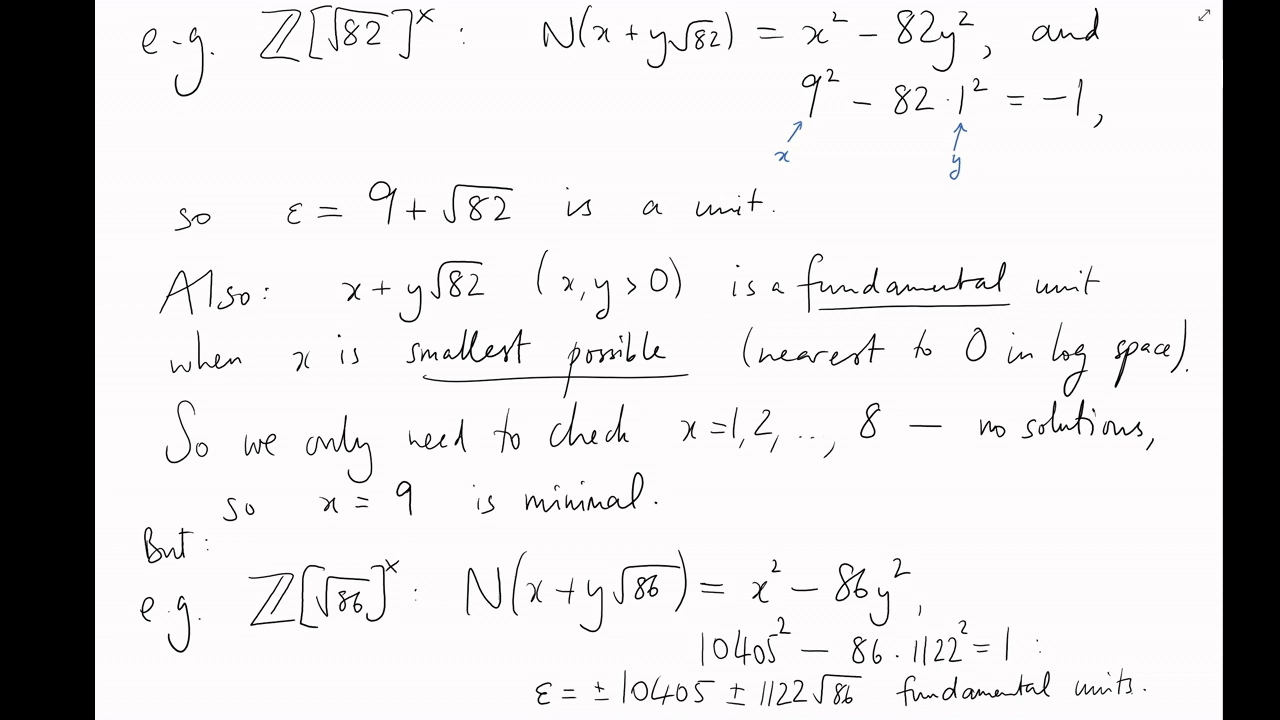 e.g. ℤ[√82]^× : N(x + y√82) = x² − 82y², and
9² − 82·1² = −1,
x y
so ε = 9 + √82 is a unit.
Also: x + y√82 (x, y > 0) is a fundamental unit
when x is smallest possible (nearest to 0 in log space).
So we only need to check x = 1, 2, .., 8 — no solutions,
so x = 9 is minimal.
But:
e.g. ℤ[√86]^× : N(x + y√86) = x² − 86y²,
10405² − 86·1122² = 1 :
ε = ±10405 ± 1122√86 fundamental units.